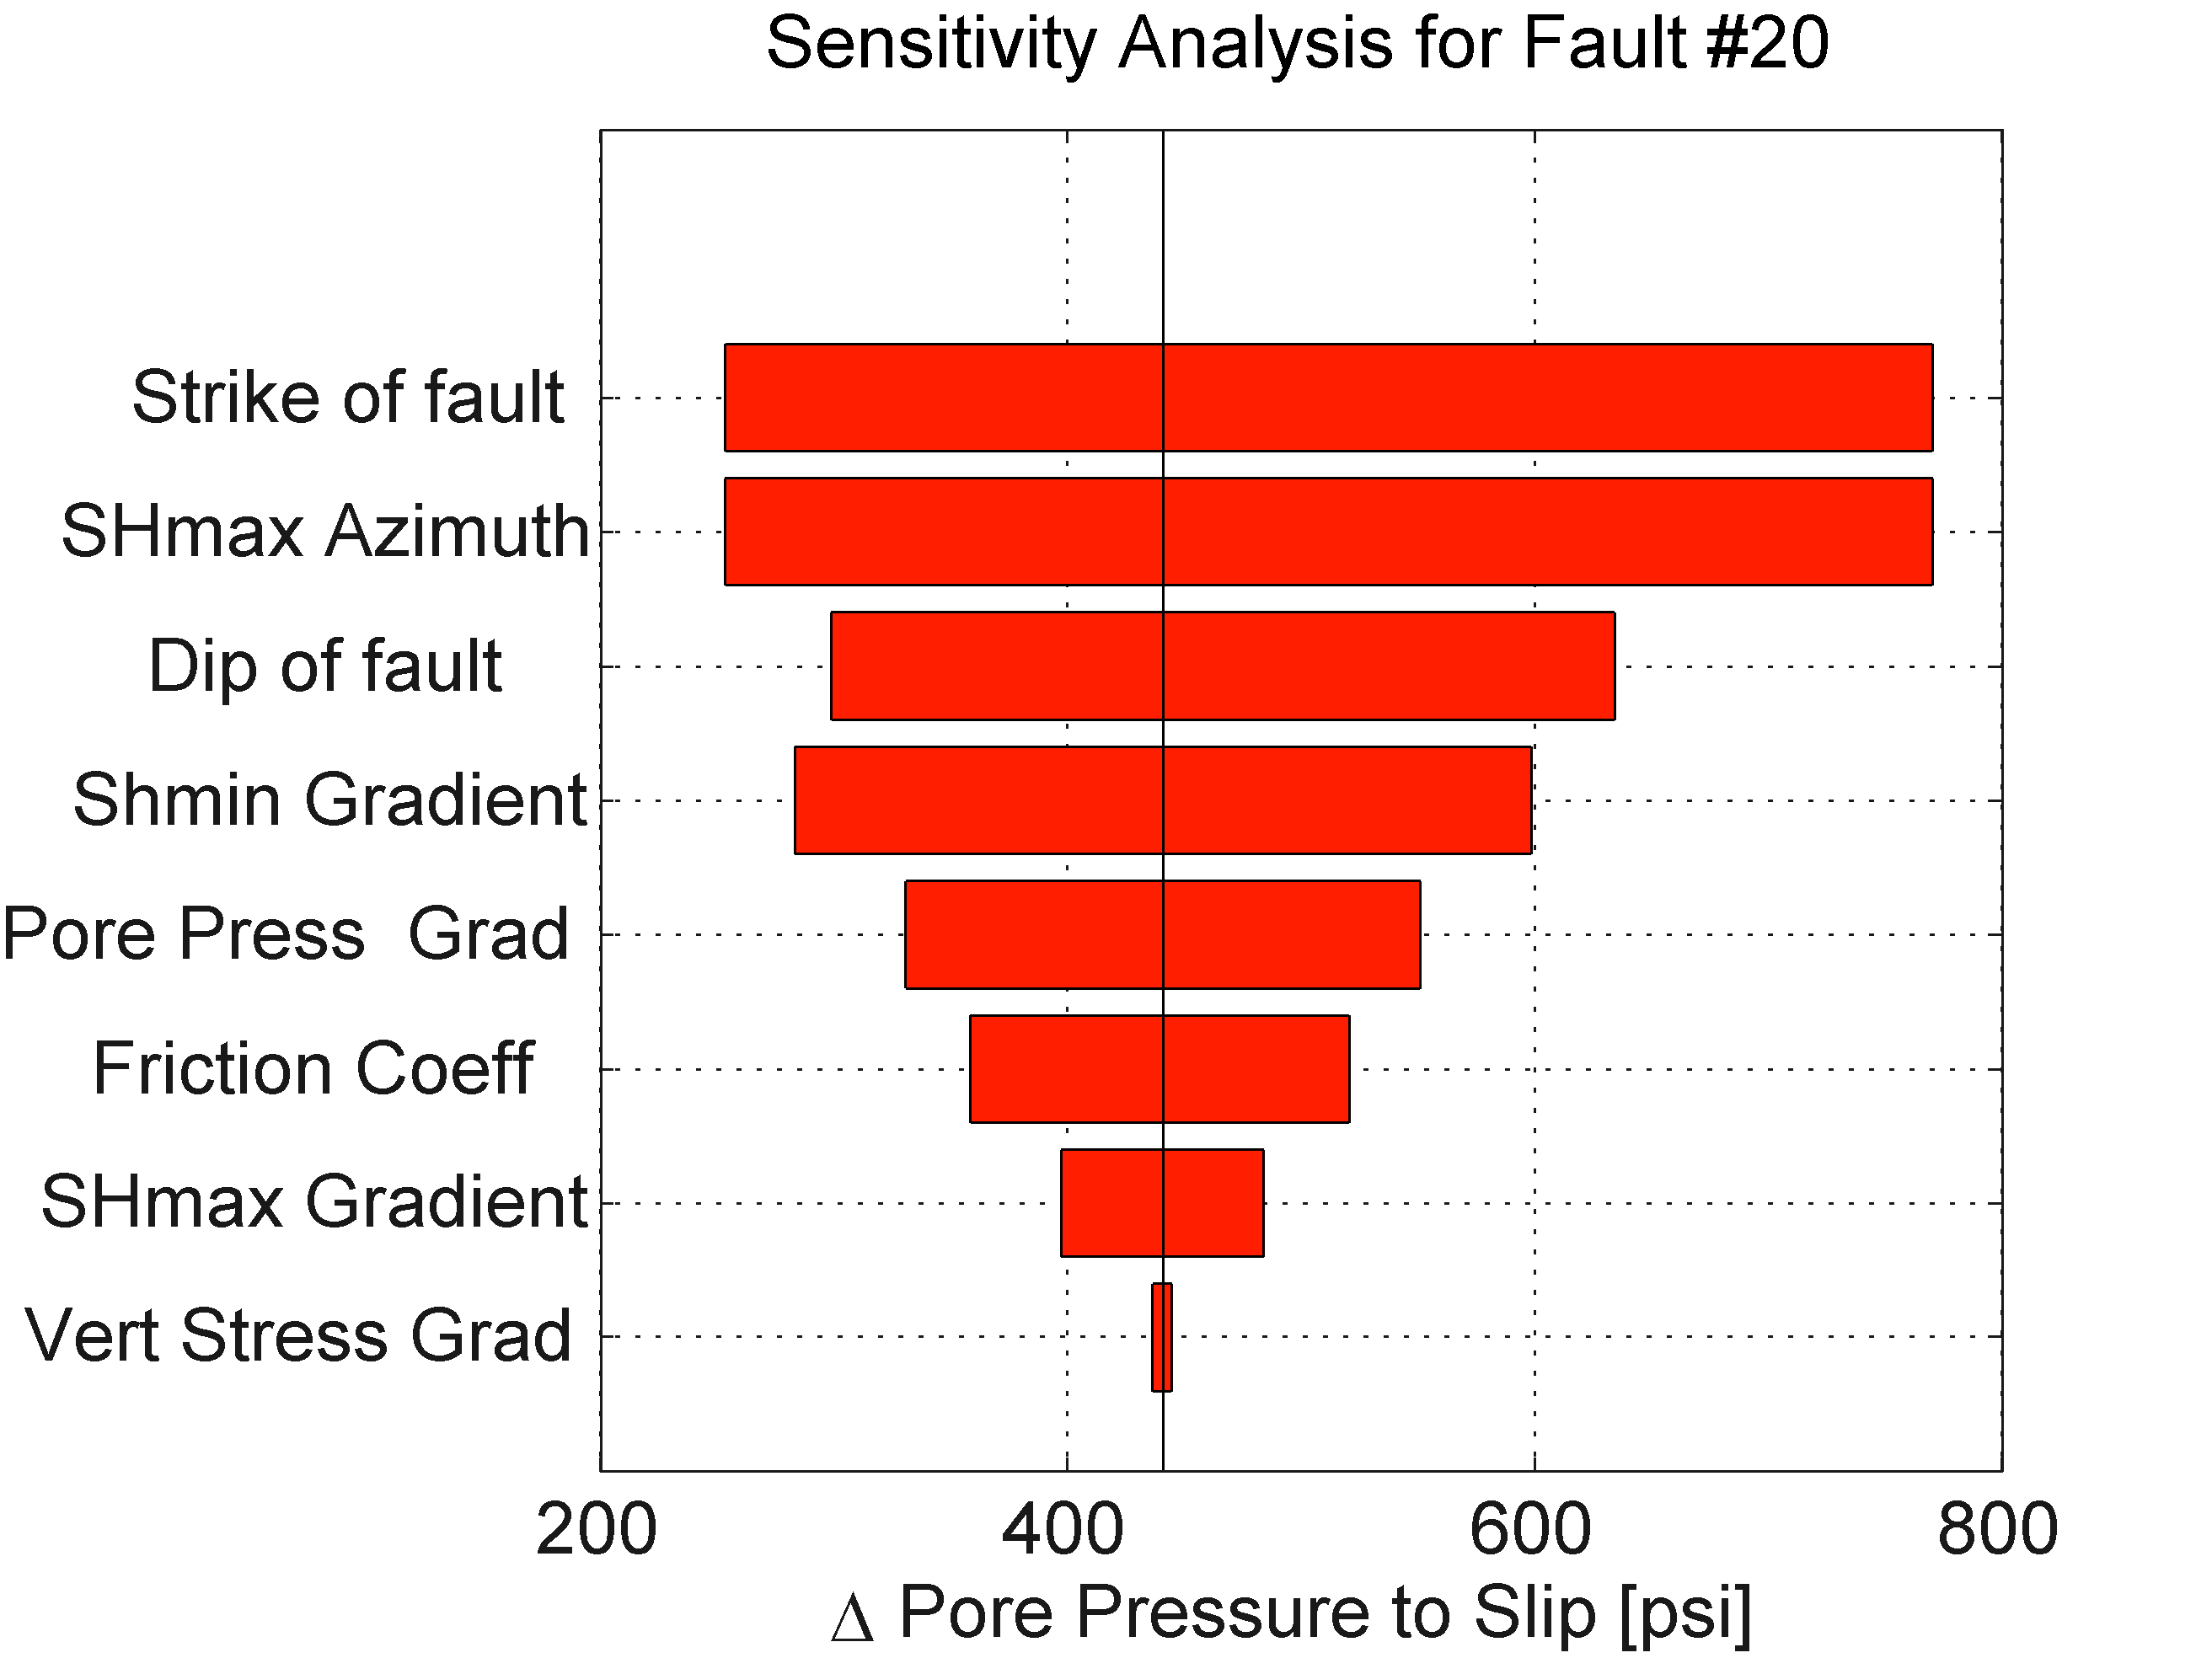 Sensitivity Analysis for Fault #20
Strike of fault
SHmax Azimuth
Dip of fault
Shmin Gradient
Pore Press  Grad
Friction Coeff
SHmax Gradient
Vert Stress Grad
200 400 600 800
Δ Pore Pressure to Slip [psi]